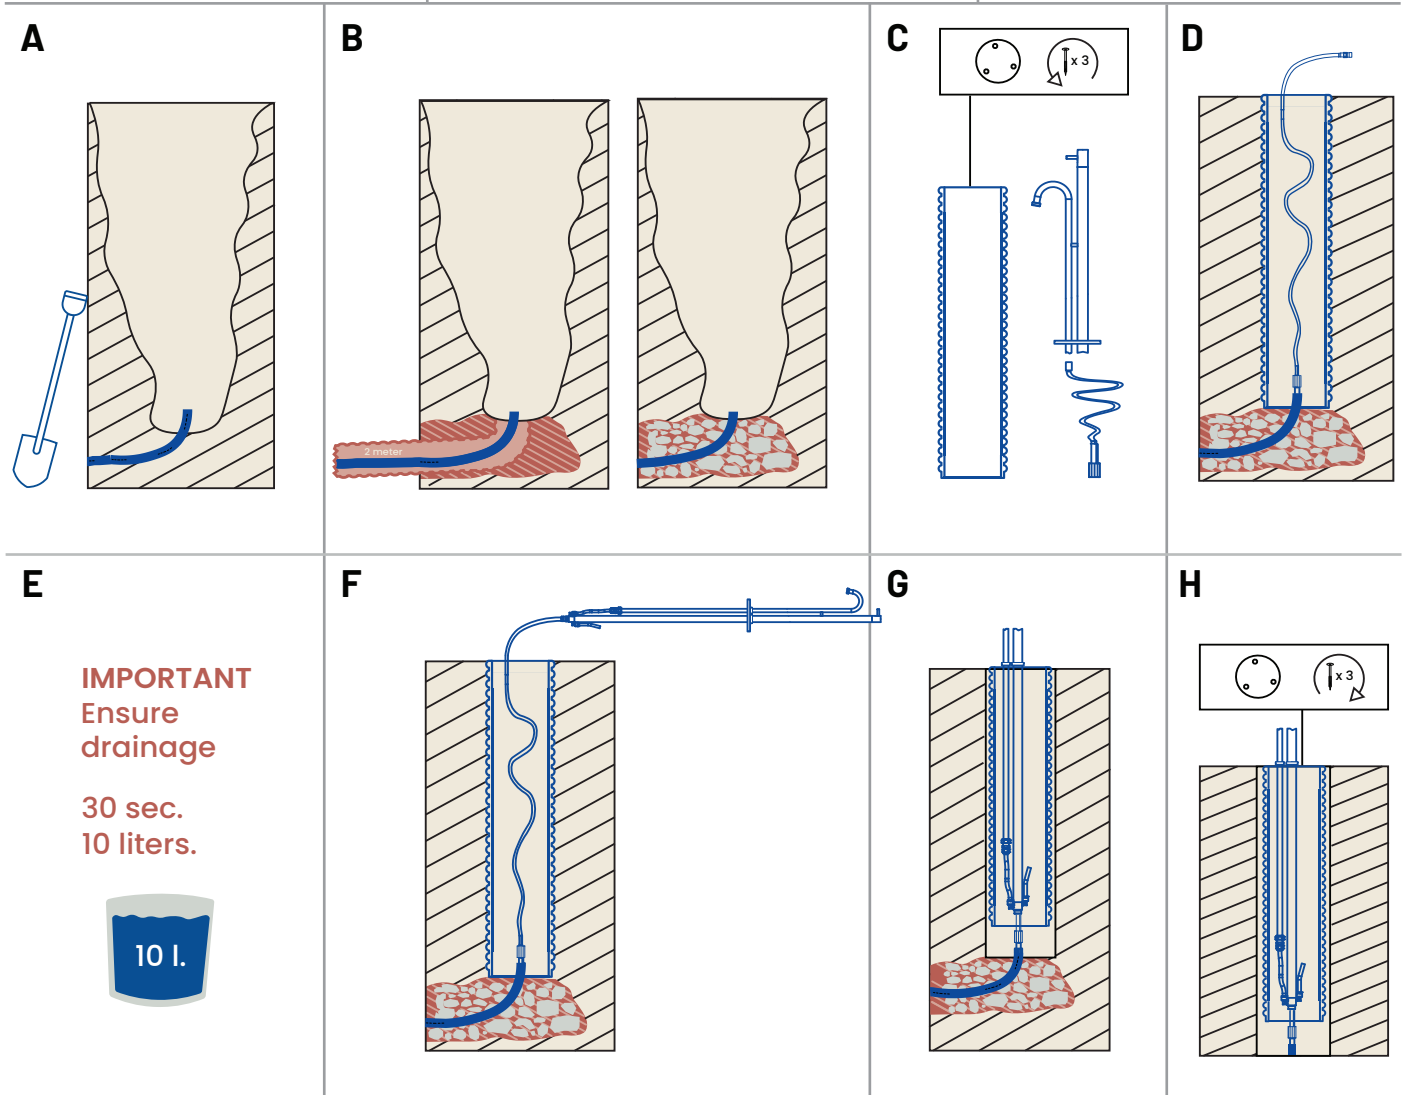 A
B
2 meter
C
x 3
D
E
IMPORTANT
Ensure
drainage
30 sec.
10 liters.
10 l.
F
G
H
x 3